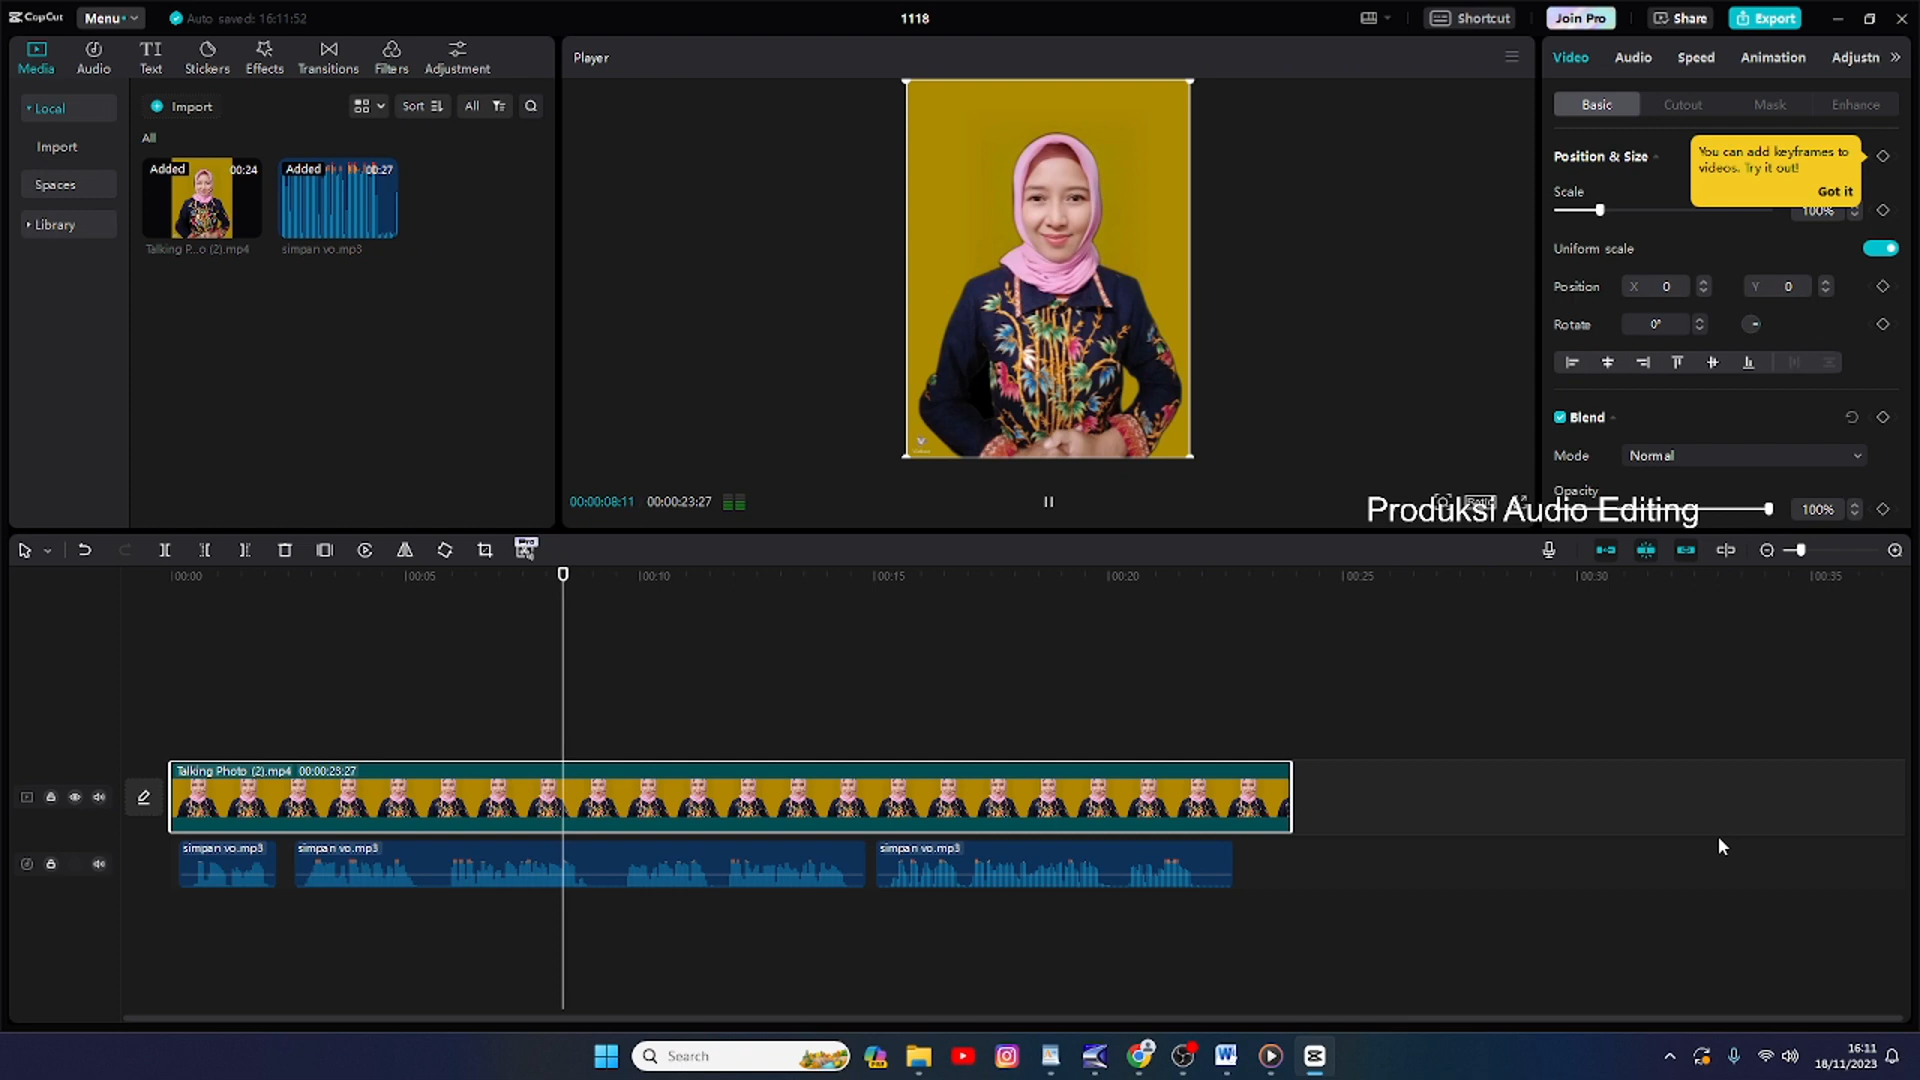 CapCut
Menu
Auto saved: 16:11:52
1118
Shortcut
Join Pro
Share
Export
Media
Audio
Text
Stickers
Effects
Transitions
Filters
Adjustment
Local
Import
Spaces
Library
Import
Sort
All
All
Added 00:24
Added 00:27
Talking P...o (2).mp4
simpan vo.mp3
Player
00:00:08:11 00:00:23:27
Video
Audio
Speed
Animation
Adjustn
Basic
Cutout
Mask
Enhance
Position & Size
You can add keyframes to
videos. Try it out!
Got it
Scale
100%
Uniform scale
Position X 0 Y 0
Rotate 0°
Blend
Mode Normal
Opacity
100%
Produksi Audio Editing
Pro
00:00
00:05
00:10
00:15
00:20
00:25
00:30
00:35
Talking Photo (2).mp4 00:00:23:27
simpan vo.mp3
simpan vo.mp3
simpan vo.mp3
Search
16:11
18/11/2023